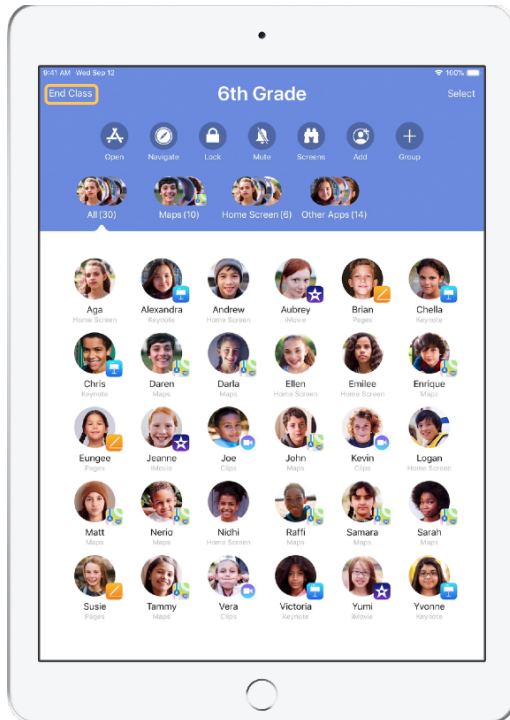 9:41 AM Wed Sep 12 100%
End Class 6th Grade Select
Open Navigate Lock Mute Screens Add Group
All (30) Maps (10) Home Screen (6) Other Apps (14)
Aga Alexandra Andrew Aubrey Brian Chella
Home Screen Keynote Home Screen iMovie Pages Keynote
Chris Daren Darla Ellen Emilee Enrique
Keynote Maps Maps Home Screen Home Screen Maps
Eungee Jeanne Joe John Kevin Logan
Pages iMovie Clips Maps Clips Home Screen
Matt Nerio Nidhi Raffi Samara Sarah
Maps Maps Home Screen Maps Maps Maps
Susie Tammy Vera Victoria Yumi Yvonne
Pages Maps Clips Keynote iMovie Keynote